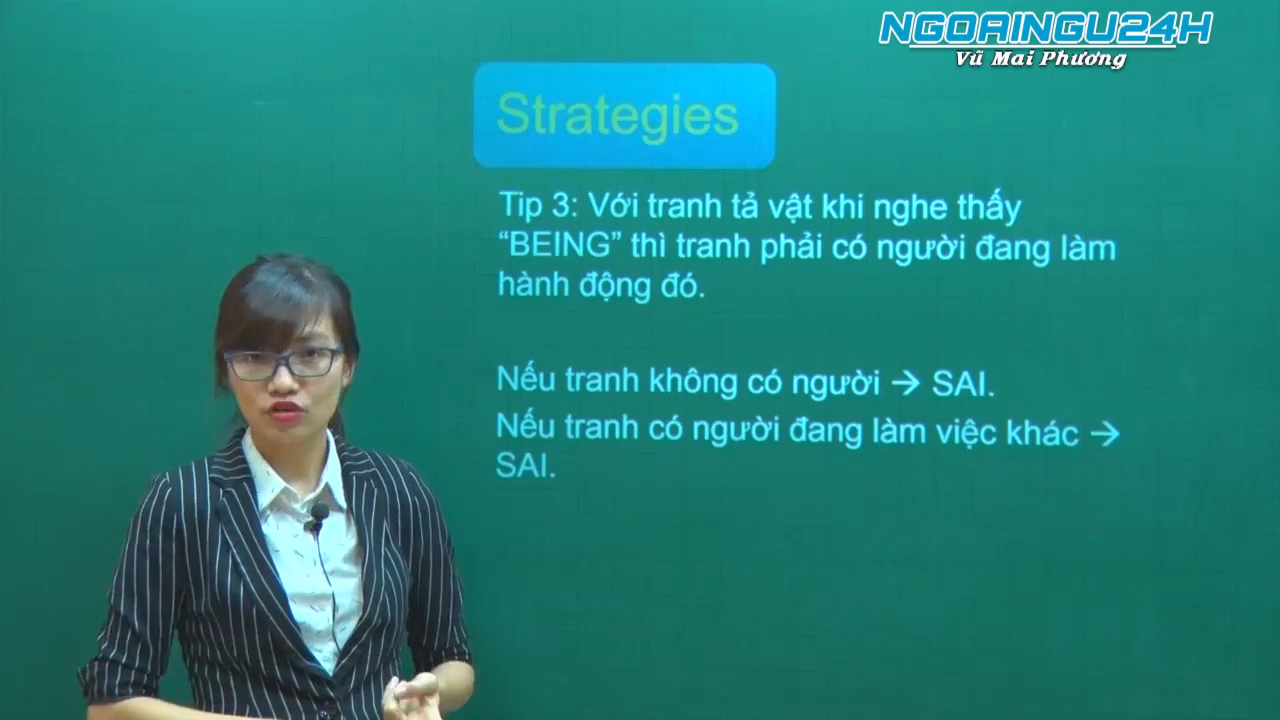 NGOAINGU24H
Vũ Mai Phương
Strategies
Tip 3: Với tranh tả vật khi nghe thấy
“BEING” thì tranh phải có người đang làm
hành động đó.
Nếu tranh không có người → SAI.
Nếu tranh có người đang làm việc khác →
SAI.